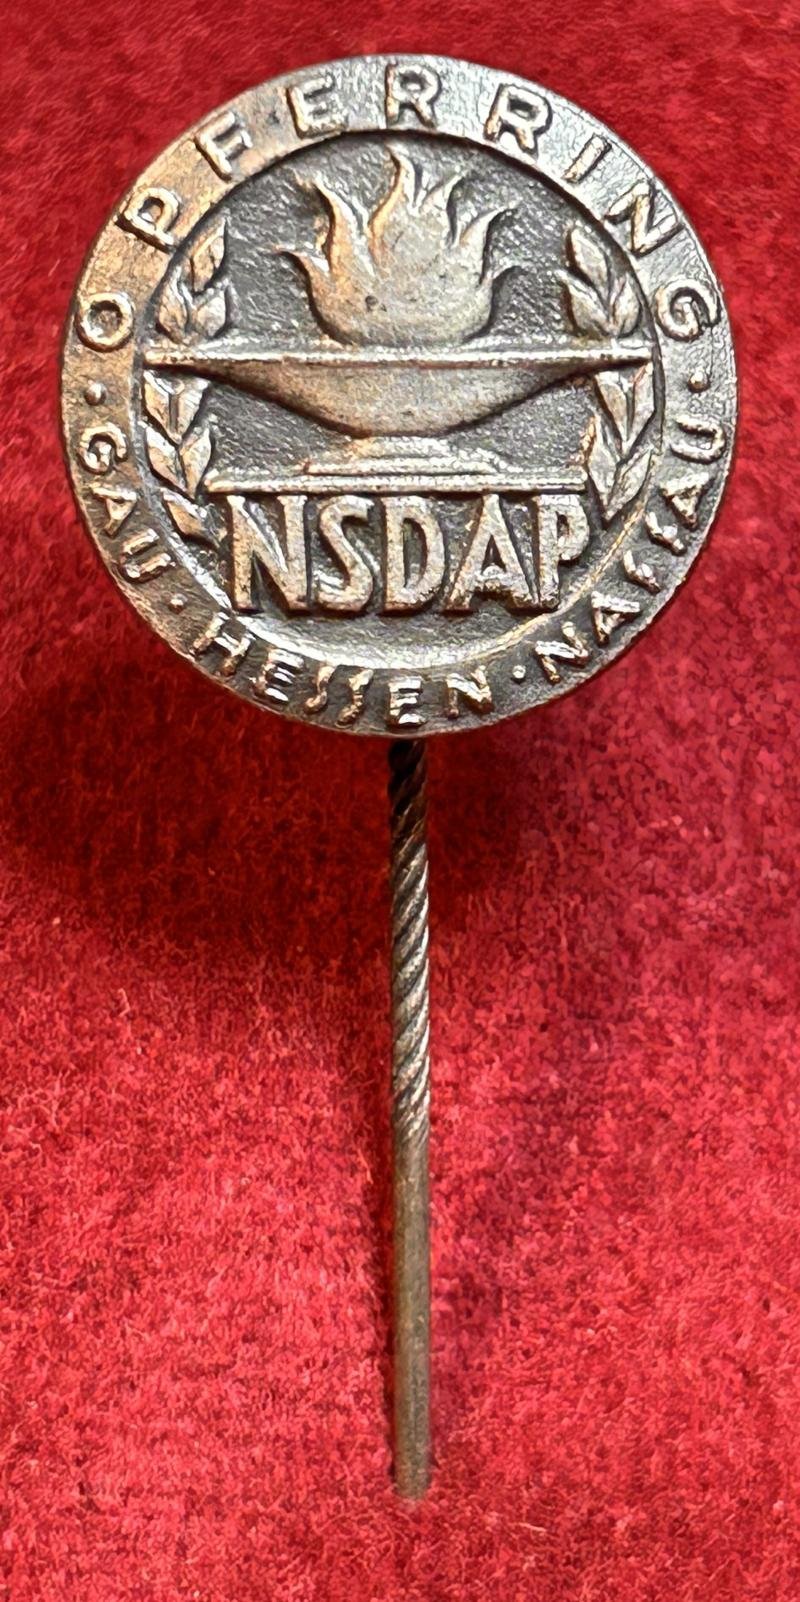 OPFERRING
NSDAP
· GAU · HESSEN · NASSAU ·